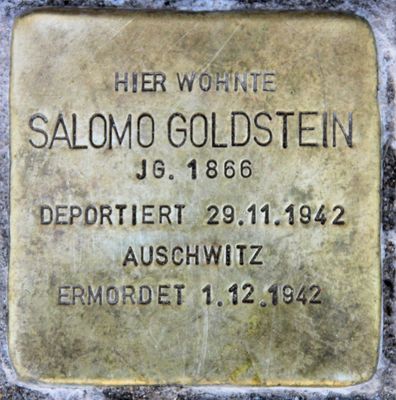 HIER WOHNTE
SALOMO GOLDSTEIN
JG. 1866
DEPORTIERT 29.11.1942
AUSCHWITZ
ERMORDET 1.12.1942